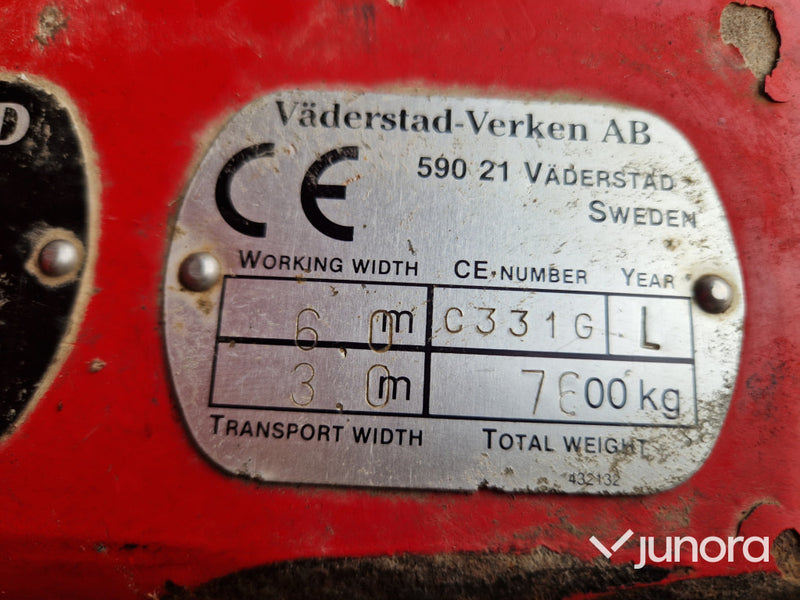 D
Väderstad-Verken AB
CE
590 21 VÄDERSTAD
SWEDEN
WORKING WIDTH CE.NUMBER YEAR
6.0 m C331G L
3.0 m 7600 kg
TRANSPORT WIDTH TOTAL WEIGHT
432132
junora